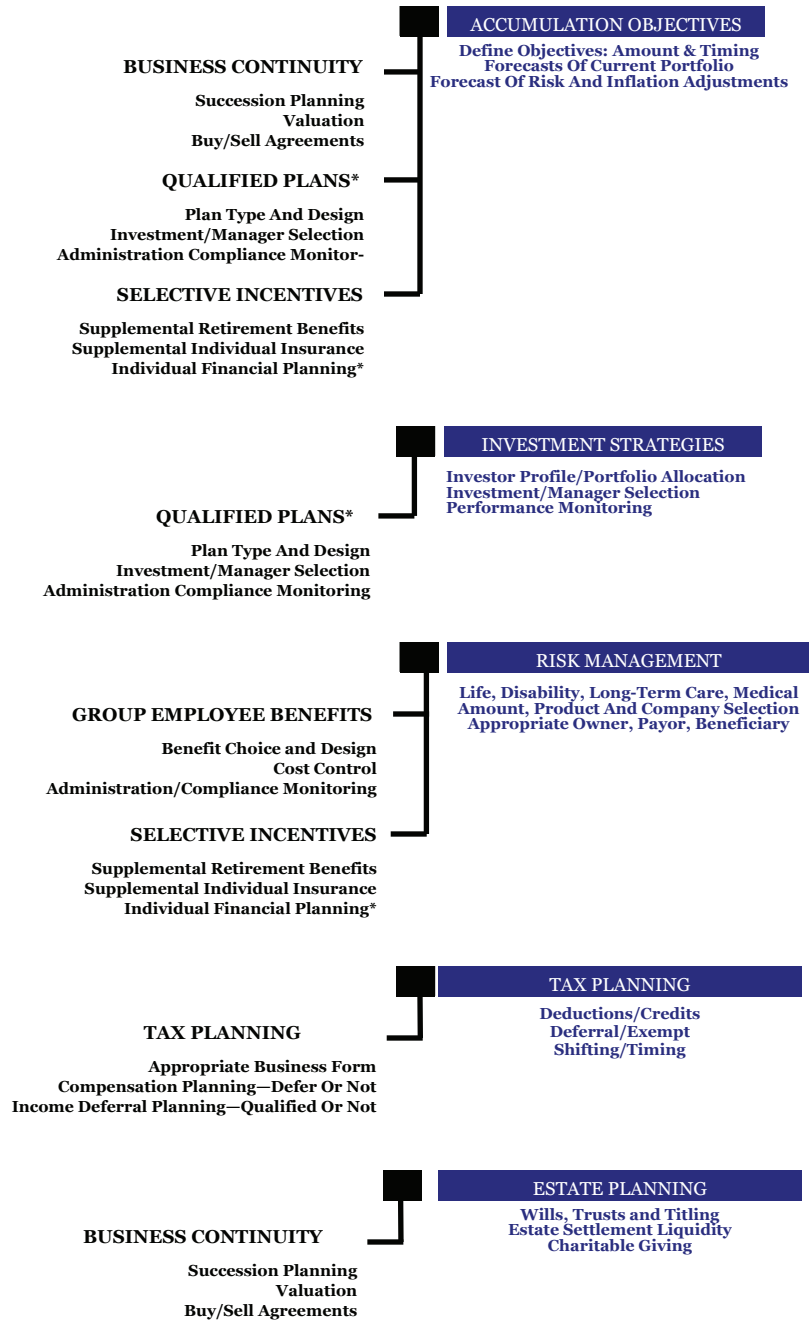 ACCUMULATION OBJECTIVES
Define Objectives: Amount & Timing
Forecasts Of Current Portfolio
Forecast Of Risk And Inflation Adjustments
BUSINESS CONTINUITY
Succession Planning
Valuation
Buy/Sell Agreements
QUALIFIED PLANS*
Plan Type And Design
Investment/Manager Selection
Administration Compliance Monitor-
SELECTIVE INCENTIVES
Supplemental Retirement Benefits
Supplemental Individual Insurance
Individual Financial Planning*
INVESTMENT STRATEGIES
Investor Profile/Portfolio Allocation
Investment/Manager Selection
Performance Monitoring
QUALIFIED PLANS*
Plan Type And Design
Investment/Manager Selection
Administration Compliance Monitoring
RISK MANAGEMENT
Life, Disability, Long-Term Care, Medical
Amount, Product And Company Selection
Appropriate Owner, Payor, Beneficiary
GROUP EMPLOYEE BENEFITS
Benefit Choice and Design
Cost Control
Administration/Compliance Monitoring
SELECTIVE INCENTIVES
Supplemental Retirement Benefits
Supplemental Individual Insurance
Individual Financial Planning*
TAX PLANNING
Deductions/Credits
Deferral/Exempt
Shifting/Timing
TAX PLANNING
Appropriate Business Form
Compensation Planning—Defer Or Not
Income Deferral Planning—Qualified Or Not
ESTATE PLANNING
Wills, Trusts and Titling
Estate Settlement Liquidity
Charitable Giving
BUSINESS CONTINUITY
Succession Planning
Valuation
Buy/Sell Agreements